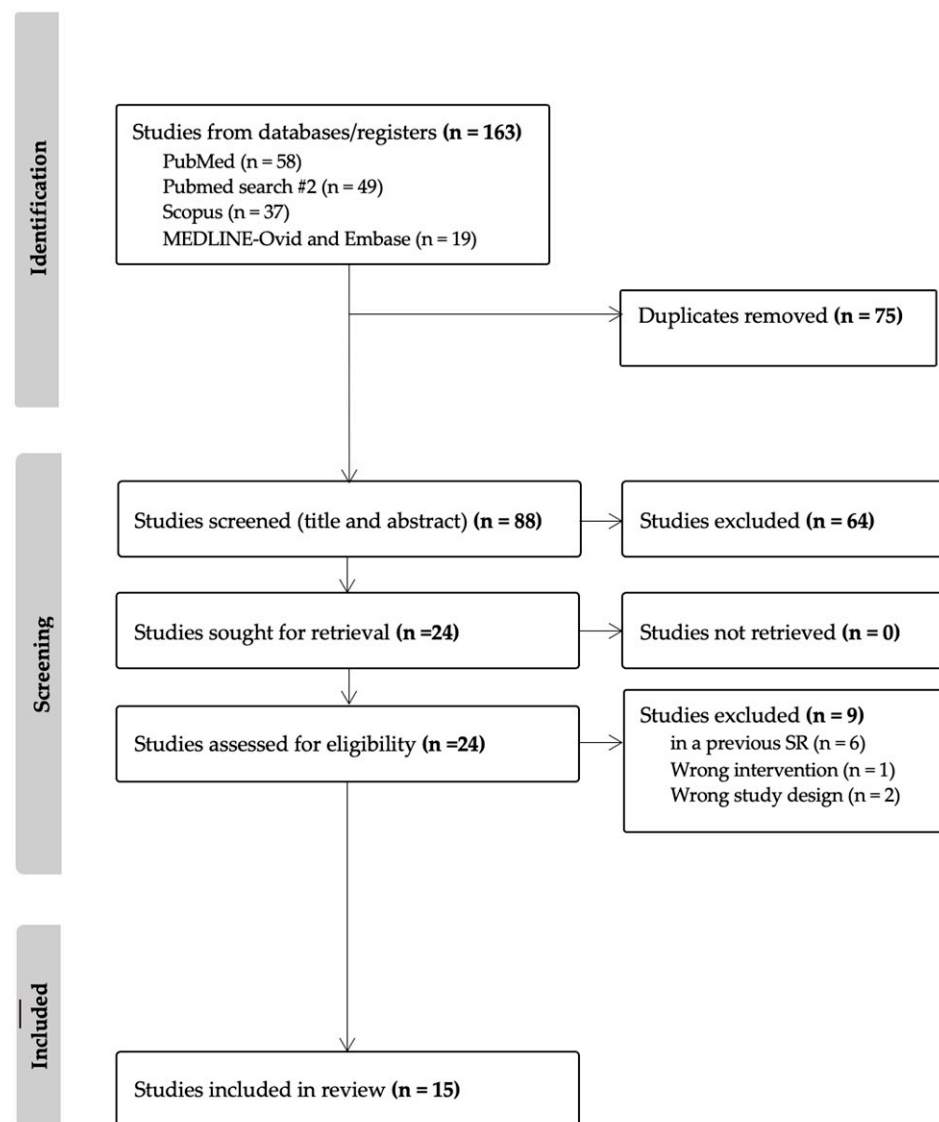 Identification
Studies from databases/registers (n = 163)
PubMed (n = 58)
Pubmed search #2 (n = 49)
Scopus (n = 37)
MEDLINE-Ovid and Embase (n = 19)
Duplicates removed (n = 75)
Screening
Studies screened (title and abstract) (n = 88)
Studies excluded (n = 64)
Studies sought for retrieval (n =24)
Studies not retrieved (n = 0)
Studies assessed for eligibility (n =24)
Studies excluded (n = 9)
in a previous SR (n = 6)
Wrong intervention (n = 1)
Wrong study design (n = 2)
Included
Studies included in review (n = 15)